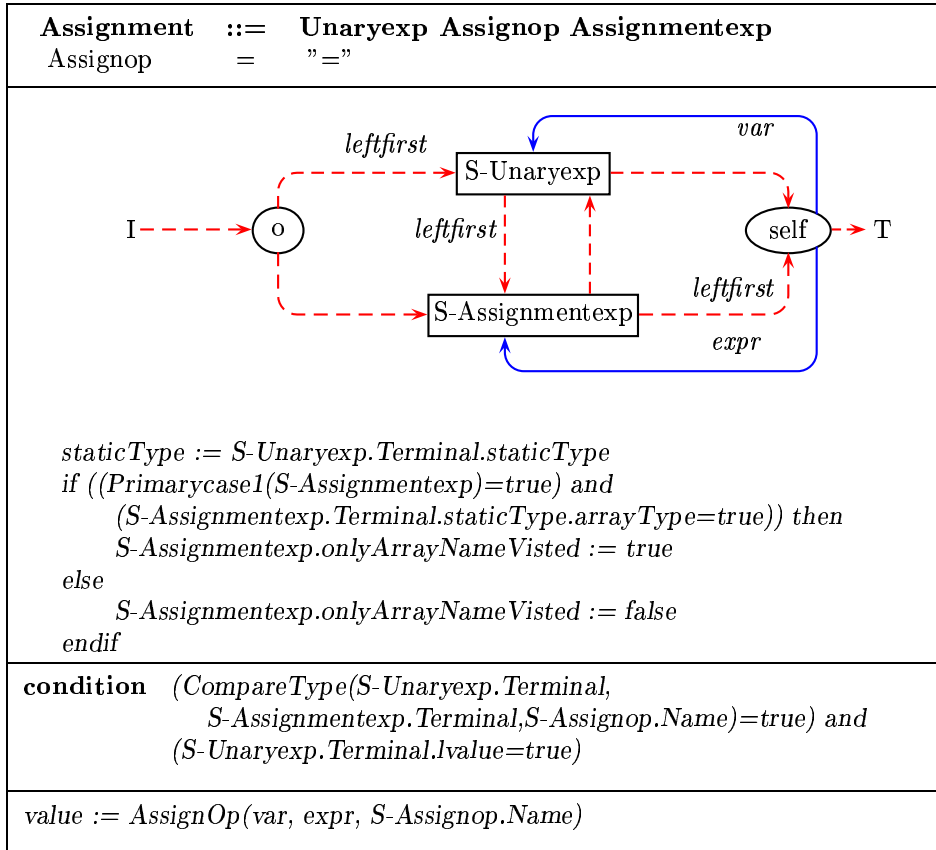 Assignment ::= Unaryexp Assignop Assignmentexp
Assignop = "="
var
leftfirst
S-Unaryexp
I
o
leftfirst
self
T
leftfirst
S-Assignmentexp
expr
staticType := S-Unaryexp.Terminal.staticType
if ((Primarycase1(S-Assignmentexp)=true) and
(S-Assignmentexp.Terminal.staticType.arrayType=true)) then
S-Assignmentexp.onlyArrayNameVisted := true
else
S-Assignmentexp.onlyArrayNameVisted := false
endif
condition (CompareType(S-Unaryexp.Terminal,
S-Assignmentexp.Terminal,S-Assignop.Name)=true) and
(S-Unaryexp.Terminal.lvalue=true)
value := AssignOp(var, expr, S-Assignop.Name)